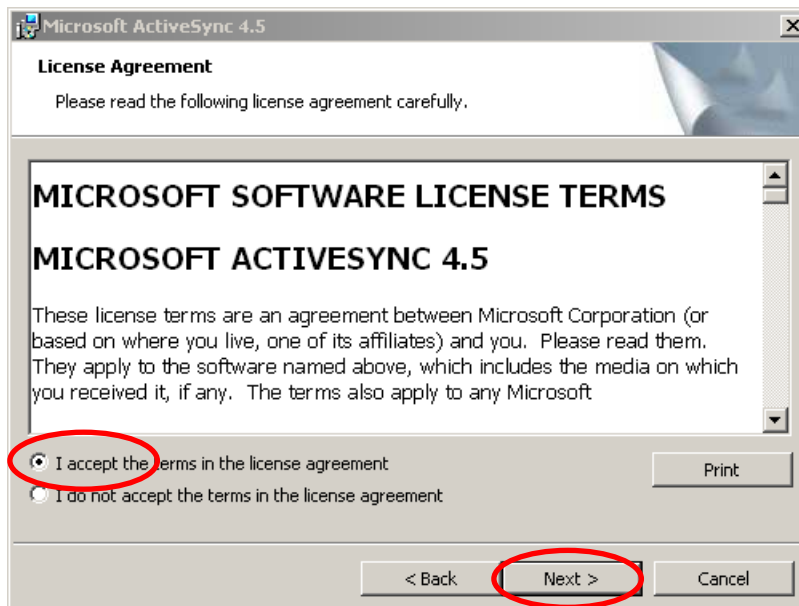 Microsoft ActiveSync 4.5
License Agreement
Please read the following license agreement carefully.
MICROSOFT SOFTWARE LICENSE TERMS
MICROSOFT ACTIVESYNC 4.5
These license terms are an agreement between Microsoft Corporation (or
based on where you live, one of its affiliates) and you.  Please read them.
They apply to the software named above, which includes the media on which
you received it, if any.  The terms also apply to any Microsoft
I accept the terms in the license agreement
Print
I do not accept the terms in the license agreement
< Back
Next >
Cancel